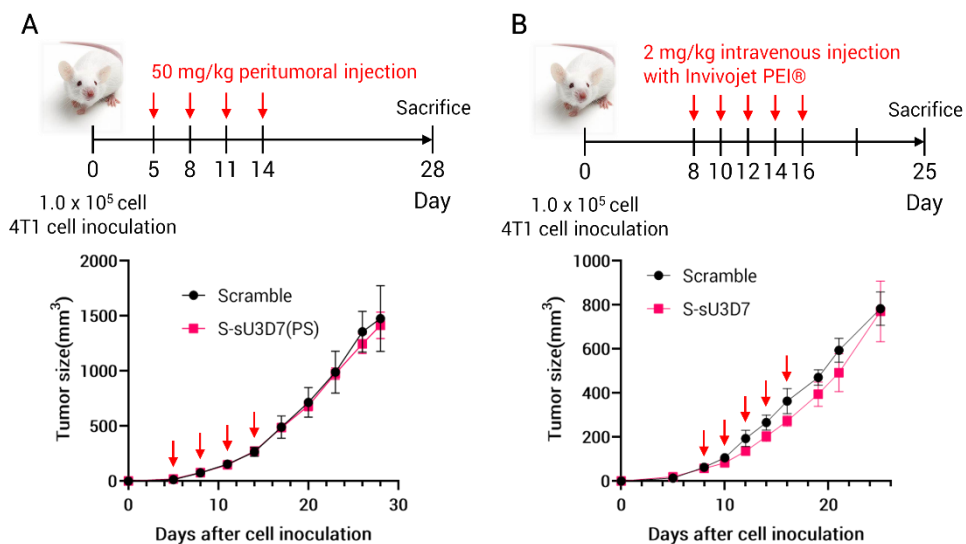 A
50 mg/kg peritumoral injection
Sacrifice
0 5 8 11 14 28
Day
1.0 x 10⁵ cell
4T1 cell inoculation
2000
1500
1000
500
0
Tumor size(mm³)
Scramble
S-sU3D7(PS)
0 10 20 30
Days after cell inoculation
B
2 mg/kg intravenous injection
with Invivojet PEI®
Sacrifice
0 8 10 12 14 16 25
Day
1.0 x 10⁵ cell
4T1 cell inoculation
1000
800
600
400
200
0
Tumor size(mm³)
Scramble
S-sU3D7
0 10 20
Days after cell inoculation